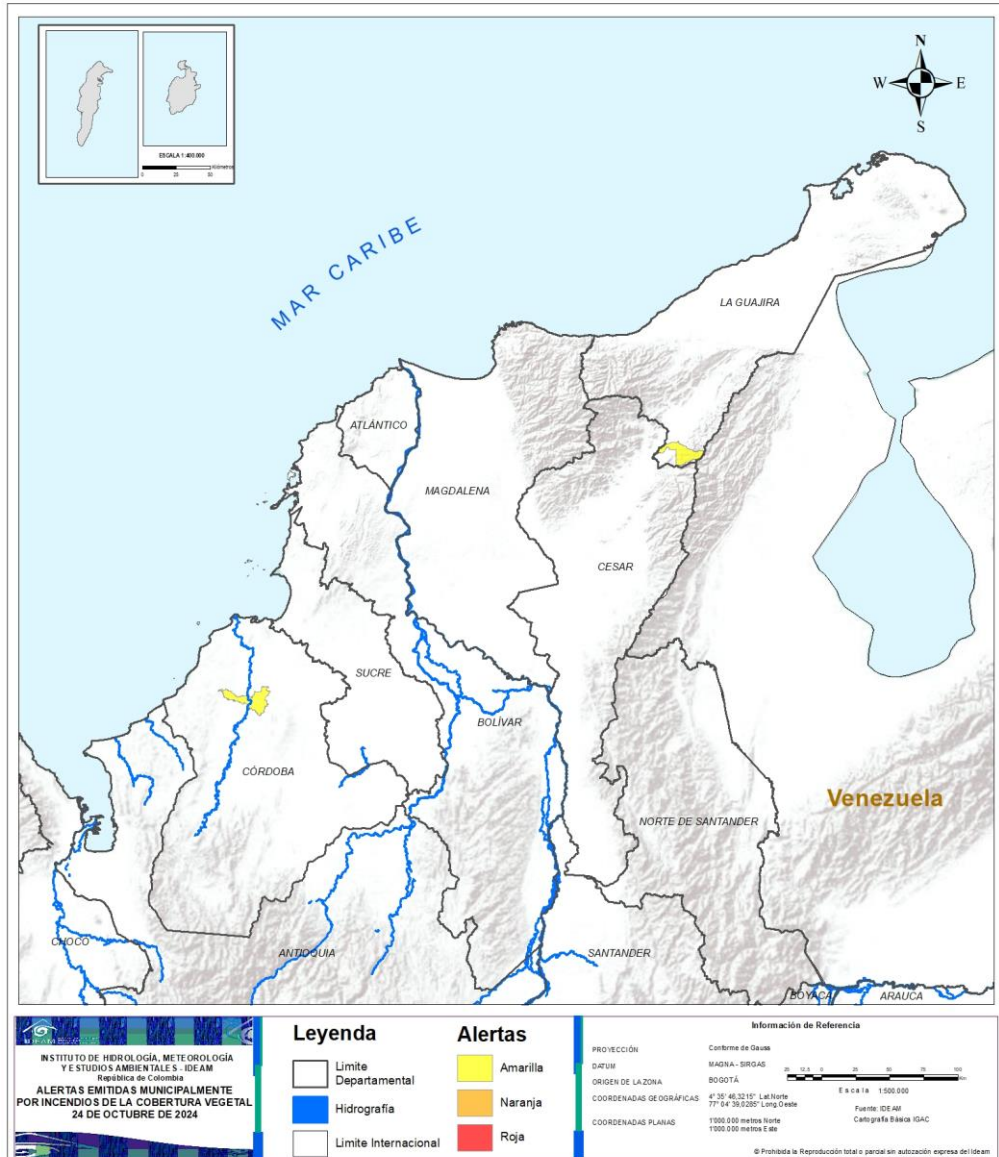 ESCALA 1:400.000
Kilómetros
N
W
E
S
MAR CARIBE
LA GUAJIRA
ATLÁNTICO
MAGDALENA
CESAR
SUCRE
BOLÍVAR
CÓRDOBA
Venezuela
NORTE DE SANTANDER
CHOCO
ANTIOQUIA
SANTANDER
BOYACÁ
ARAUCA
IDEAM
INSTITUTO DE HIDROLOGÍA, METEOROLOGÍA
Y ESTUDIOS AMBIENTALES - IDEAM
República de Colombia
ALERTAS EMITIDAS MUNICIPALMENTE
POR INCENDIOS DE LA COBERTURA VEGETAL
24 DE OCTUBRE DE 2024
Leyenda
Limite
Departamental
Hidrografía
Limite Internacional
Alertas
Amarilla
Naranja
Roja
Información de Referencia
PROYECCIÓN Conforme de Gauss
DATUM MAGNA - SIRGAS
ORIGEN DE LA ZONA BOGOTÁ
COORDENADAS GEOGRÁFICAS 4° 35' 46,3215" Lat.Norte
77° 04' 39,0285" Long.Oeste
COORDENADAS PLANAS 1'000.000 metros Norte
1'000.000 metros Este
Escala 1:500.000
Fuente: IDEAM
Cartografía Básica IGAC
© Prohibida la Reproducción total o parcial sin autozación expresa del Ideam